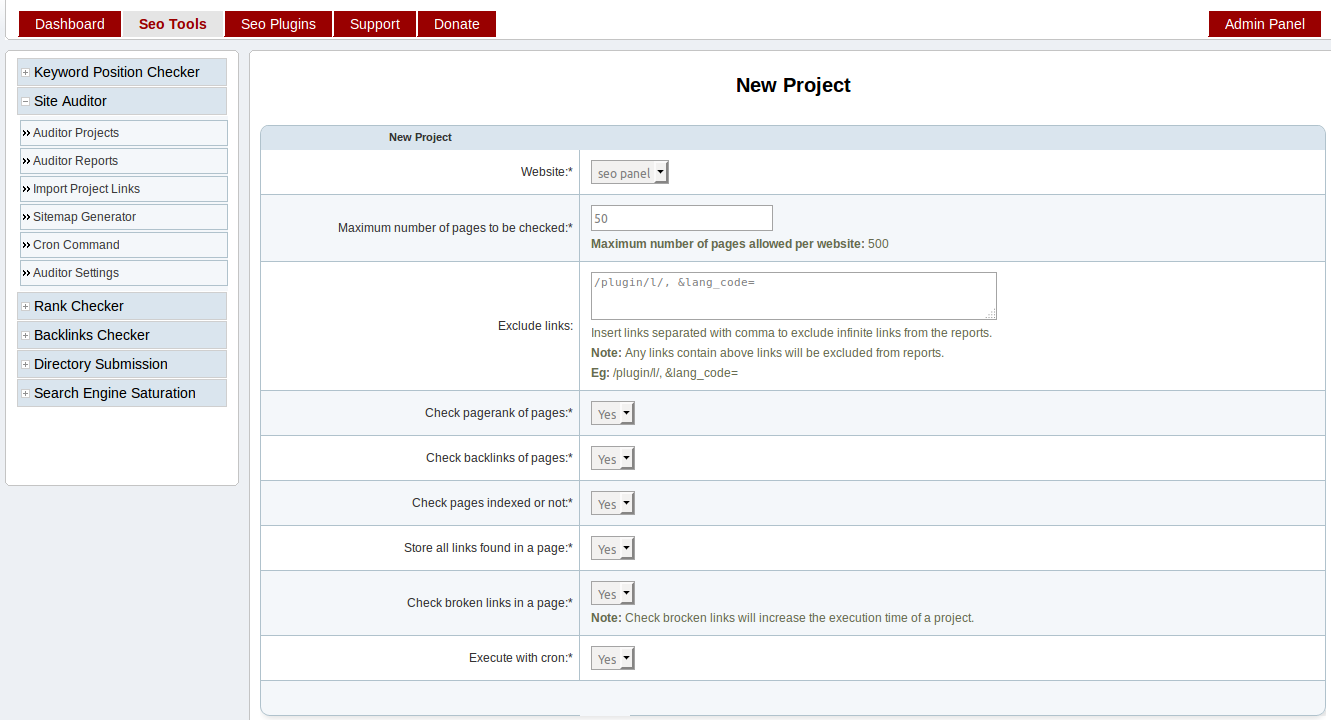 Dashboard Seo Tools Seo Plugins Support Donate Admin Panel
Keyword Position Checker
Site Auditor
Auditor Projects
Auditor Reports
Import Project Links
Sitemap Generator
Cron Command
Auditor Settings
Rank Checker
Backlinks Checker
Directory Submission
Search Engine Saturation
New Project
New Project
Website:* seo panel
Maximum number of pages to be checked:* 50
Maximum number of pages allowed per website: 500
Exclude links: /plugin/l/, &lang_code=
Insert links separated with comma to exclude infinite links from the reports.
Note: Any links contain above links will be excluded from reports.
Eg: /plugin/l/, &lang_code=
Check pagerank of pages:* Yes
Check backlinks of pages:* Yes
Check pages indexed or not:* Yes
Store all links found in a page:* Yes
Check broken links in a page:* Yes
Note: Check brocken links will increase the execution time of a project.
Execute with cron:* Yes